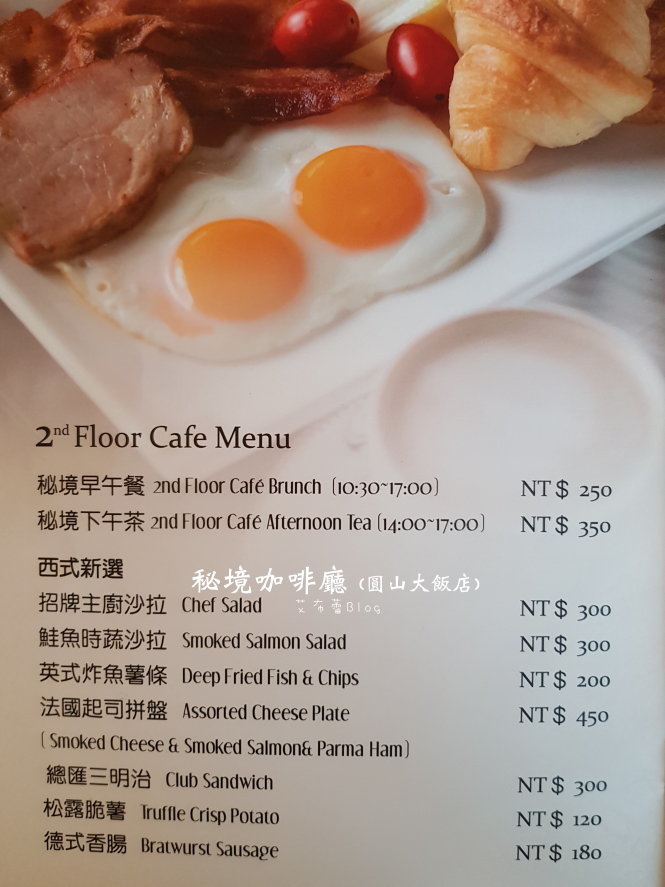 2nd Floor Cafe Menu
秘境早午餐 2nd Floor Café Brunch (10:30~17:00) NT$ 250
秘境下午茶 2nd Floor Café Afternoon Tea (14:00~17:00) NT$ 350
西式新選
秘境咖啡廳 (圓山大飯店)
艾布蕾Blog
招牌主廚沙拉 Chef Salad NT$ 300
鮭魚時蔬沙拉 Smoked Salmon Salad NT$ 300
英式炸魚薯條 Deep Fried Fish & Chips NT$ 200
法國起司拼盤 Assorted Cheese Plate NT$ 450
( Smoked Cheese & Smoked Salmon& Parma Ham )
總匯三明治 Club Sandwich NT$ 300
松露脆薯 Truffle Crisp Potato NT$ 120
德式香腸 Bratwurst Sausage NT$ 180